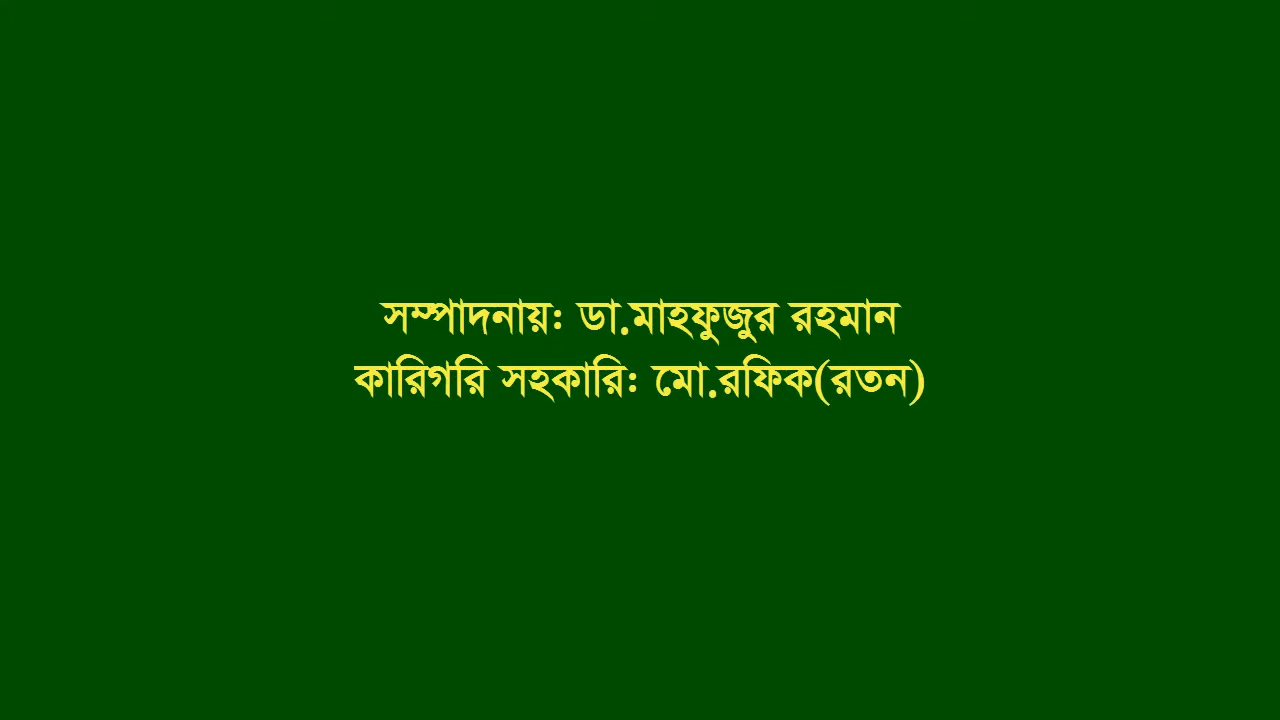 সম্পাদনায়: ডা.মাহফুজুর রহমান
কারিগরি সহকারি: মো.রফিক(রতন)